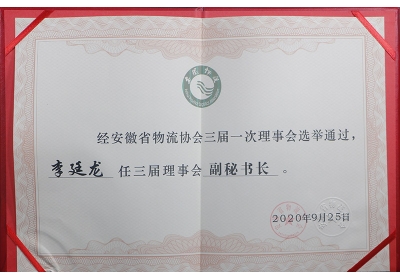 经安徽省物流协会三届一次理事会选举通过，
李廷龙 任三届理事会 副秘书长 。
2020年9月25日